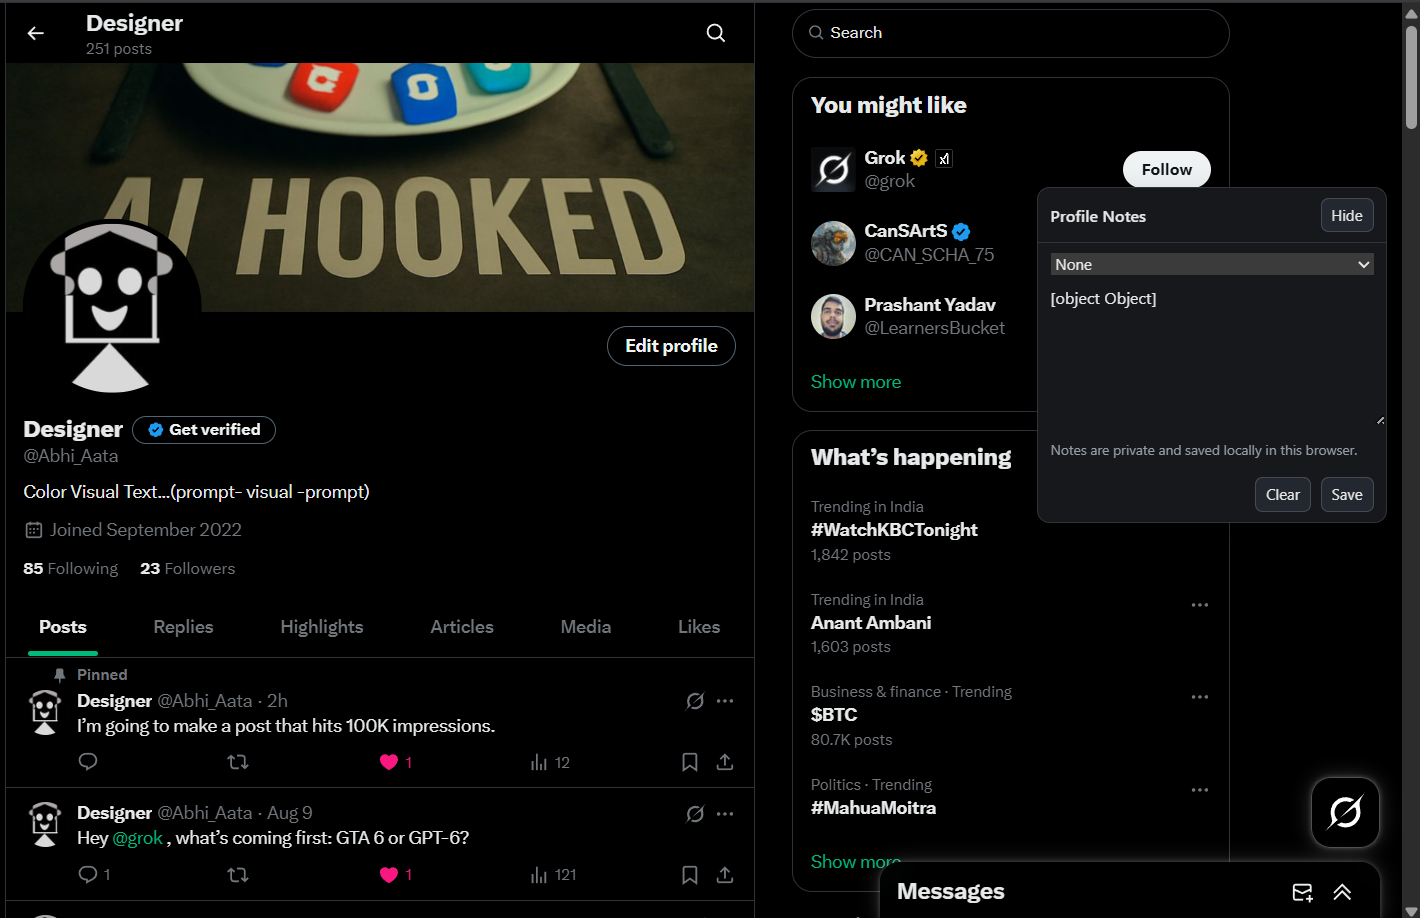 Designer
251 posts
AI HOOKED
Edit profile
Designer
Get verified
@Abhi_Aata
Color Visual Text...(prompt- visual -prompt)
Joined September 2022
85 Following 23 Followers
Posts Replies Highlights Articles Media Likes
Pinned
Designer @Abhi_Aata · 2h
I'm going to make a post that hits 100K impressions.
1 12
Designer @Abhi_Aata · Aug 9
Hey @grok , what's coming first: GTA 6 or GPT-6?
1 1 121
Search
You might like
Grok
@grok
Follow
CanSArtS
@CAN_SCHA_75
Prashant Yadav
@LearnersBucket
Show more
Profile Notes
Hide
None
[object Object]
Notes are private and saved locally in this browser.
Clear Save
What's happening
Trending in India
#WatchKBCTonight
1,842 posts
Trending in India
Anant Ambani
1,603 posts
Business & finance · Trending
$BTC
80.7K posts
Politics · Trending
#MahuaMoitra
Show more
Messages